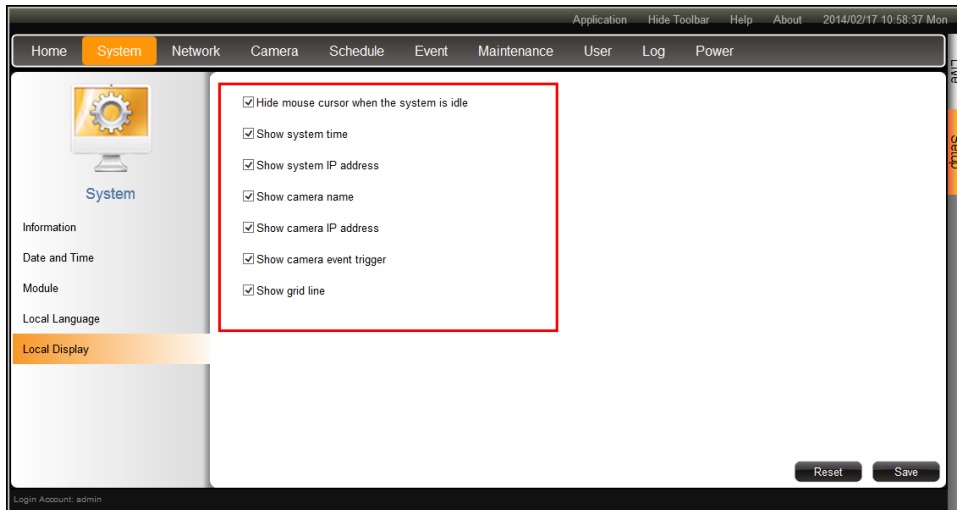 Application Hide Toolbar Help About 2014/02/17 10:58:37 Mon
Home System Network Camera Schedule Event Maintenance User Log Power
Live
Setup
System
Information
Date and Time
Module
Local Language
Local Display
Hide mouse cursor when the system is idle
Show system time
Show system IP address
Show camera name
Show camera IP address
Show camera event trigger
Show grid line
Reset Save
Login Account: admin